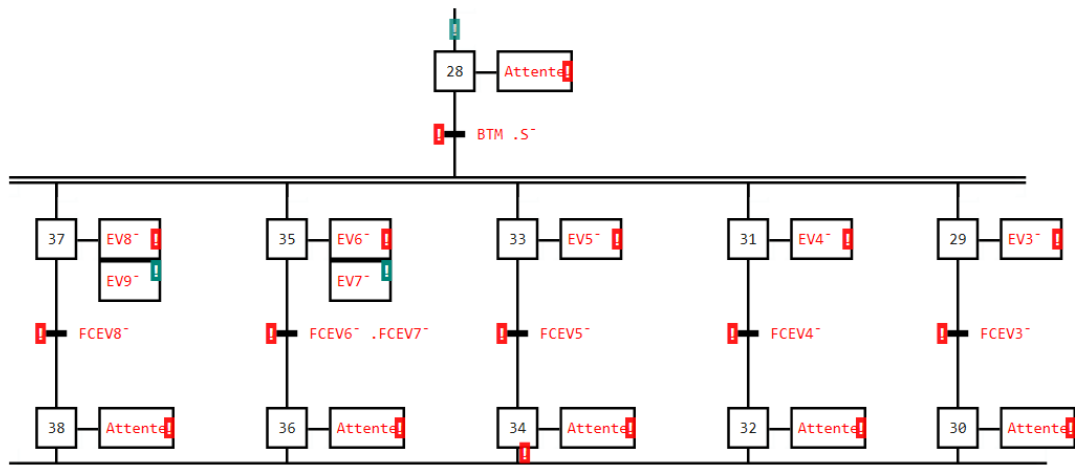 !
28 Attente!
! BTM .S⁻
37 EV8⁻ ! 35 EV6⁻ ! 33 EV5⁻ ! 31 EV4⁻ ! 29 EV3⁻ !
EV9⁻ ! EV7⁻ !
! FCEV8⁻ ! FCEV6⁻ .FCEV7⁻ ! FCEV5⁻ ! FCEV4⁻ ! FCEV3⁻
38 Attente! 36 Attente! 34 Attente! 32 Attente! 30 Attente!
!